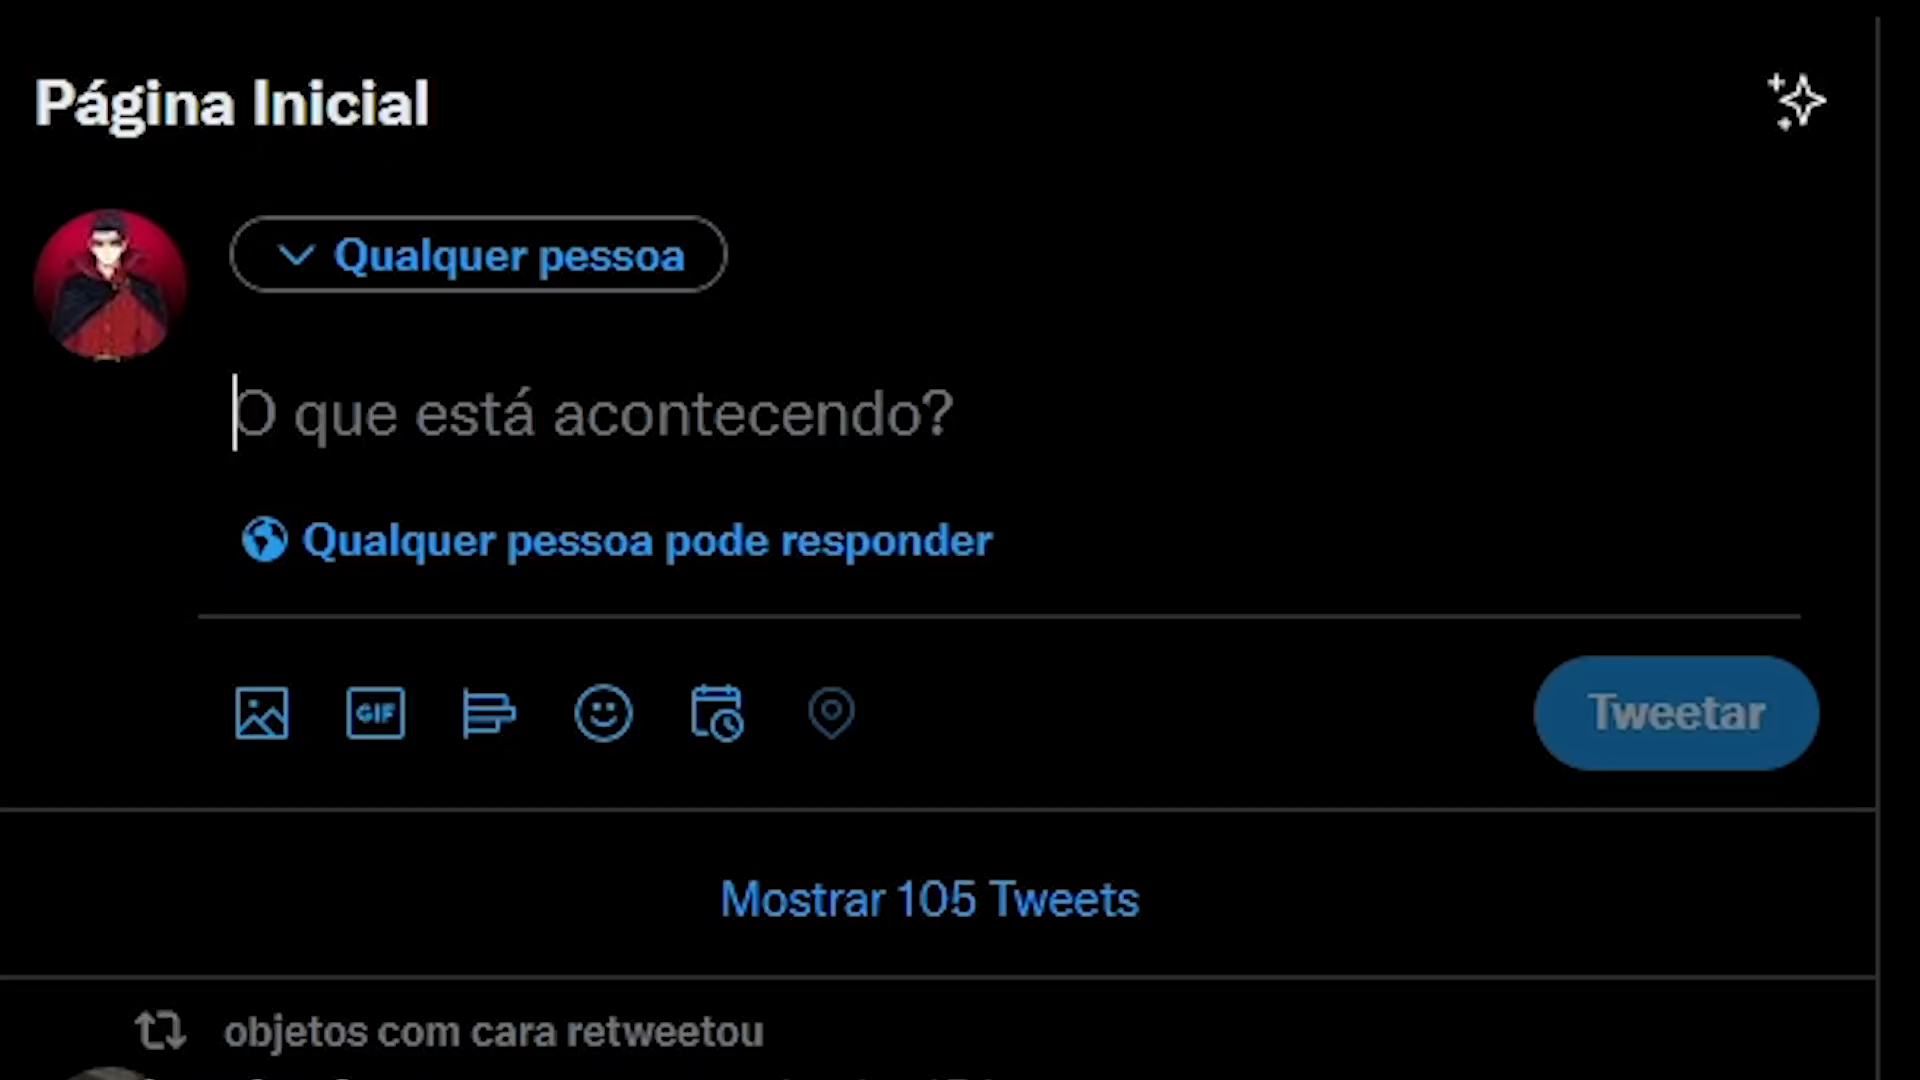 Página Inicial
Qualquer pessoa
O que está acontecendo?
Qualquer pessoa pode responder
GIF
Tweetar
Mostrar 105 Tweets
objetos com cara retweetou